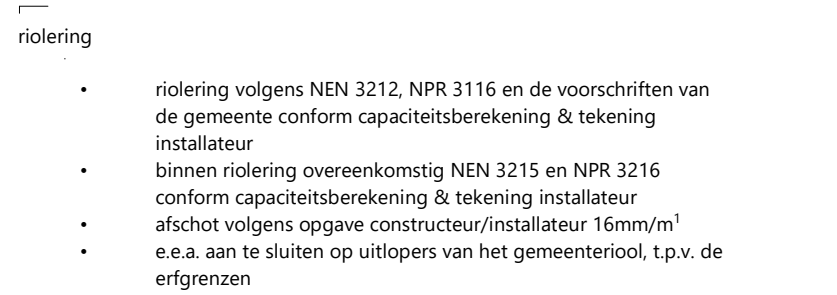 riolering
• riolering volgens NEN 3212, NPR 3116 en de voorschriften van
de gemeente conform capaciteitsberekening & tekening
installateur
• binnen riolering overeenkomstig NEN 3215 en NPR 3216
conform capaciteitsberekening & tekening installateur
• afschot volgens opgave constructeur/installateur 16mm/m¹
• e.e.a. aan te sluiten op uitlopers van het gemeenteriool, t.p.v. de
erfgrenzen